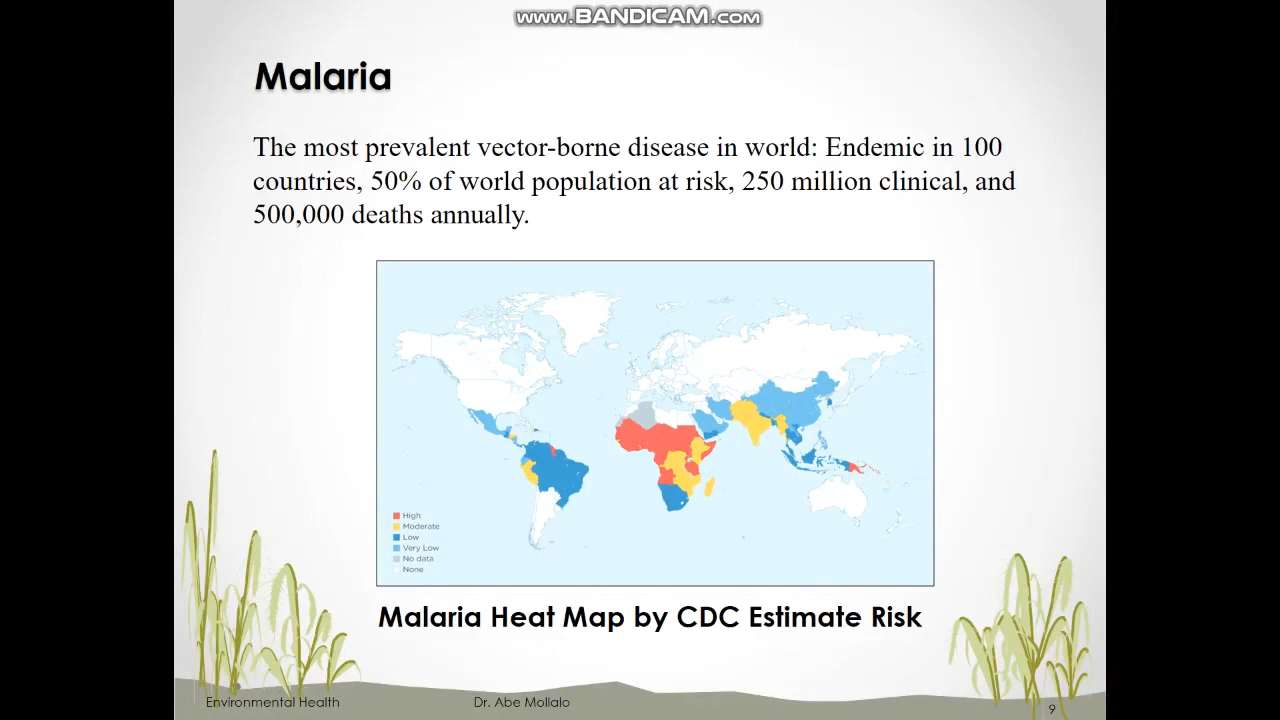 www.BANDICAM.com
Malaria
The most prevalent vector-borne disease in world: Endemic in 100
countries, 50% of world population at risk, 250 million clinical, and
500,000 deaths annually.
High
Moderate
Low
Very Low
No data
None
Malaria Heat Map by CDC Estimate Risk
Environmental Health
Dr. Abe Mollalo
9